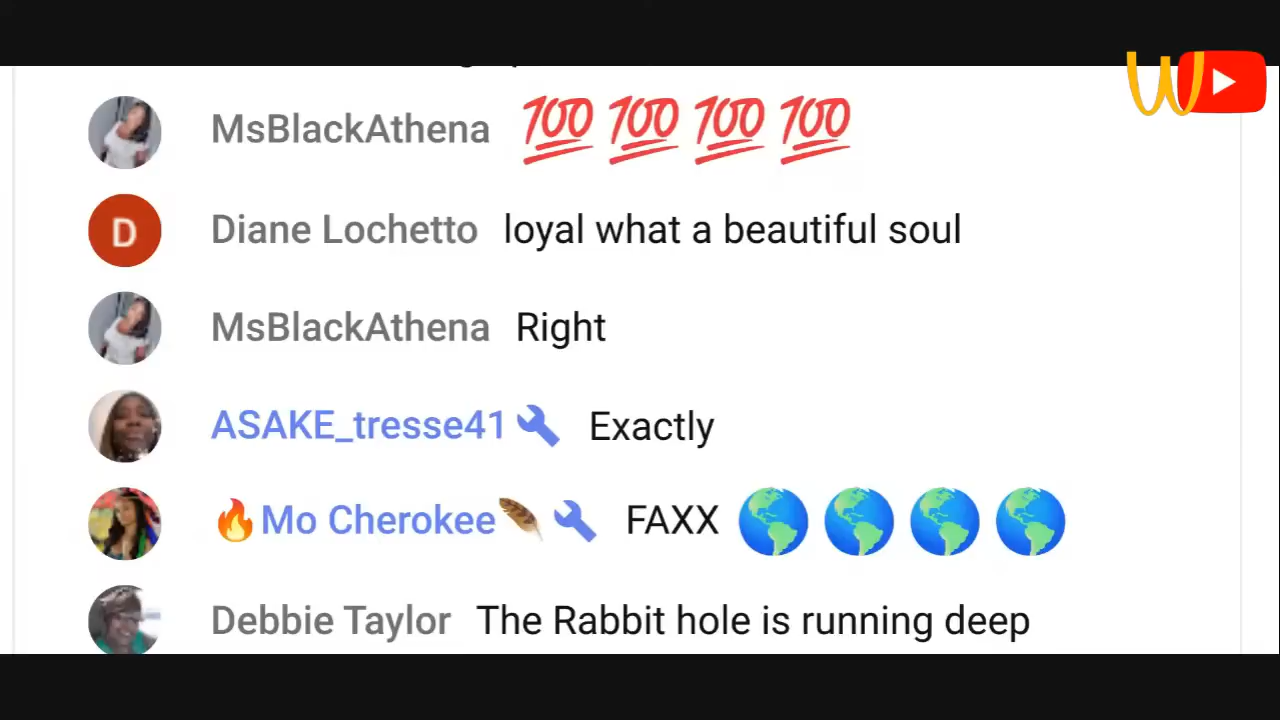 MsBlackAthena 💯💯💯💯
Diane Lochetto loyal what a beautiful soul
D
MsBlackAthena Right
ASAKE_tresse41🔧 Exactly
🔥Mo Cherokee🪶🔧 FAXX 🌎🌎🌎🌎
Debbie Taylor The Rabbit hole is running deep